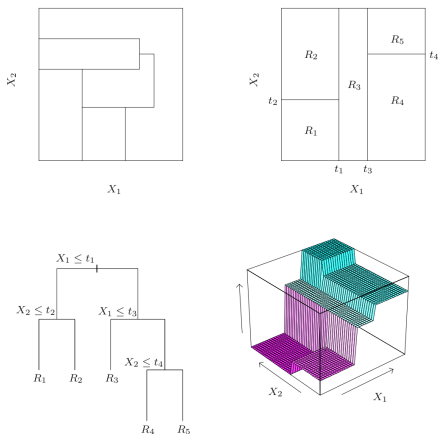 X₂
X₁
X₂
R₅
t₄
R₂
R₃
t₂
R₄
R₁
t₁
t₃
X₁
X₁ ≤ t₁
X₂ ≤ t₂
X₁ ≤ t₃
X₂ ≤ t₄
R₁
R₂
R₃
R₄
R₅
X₂
X₁